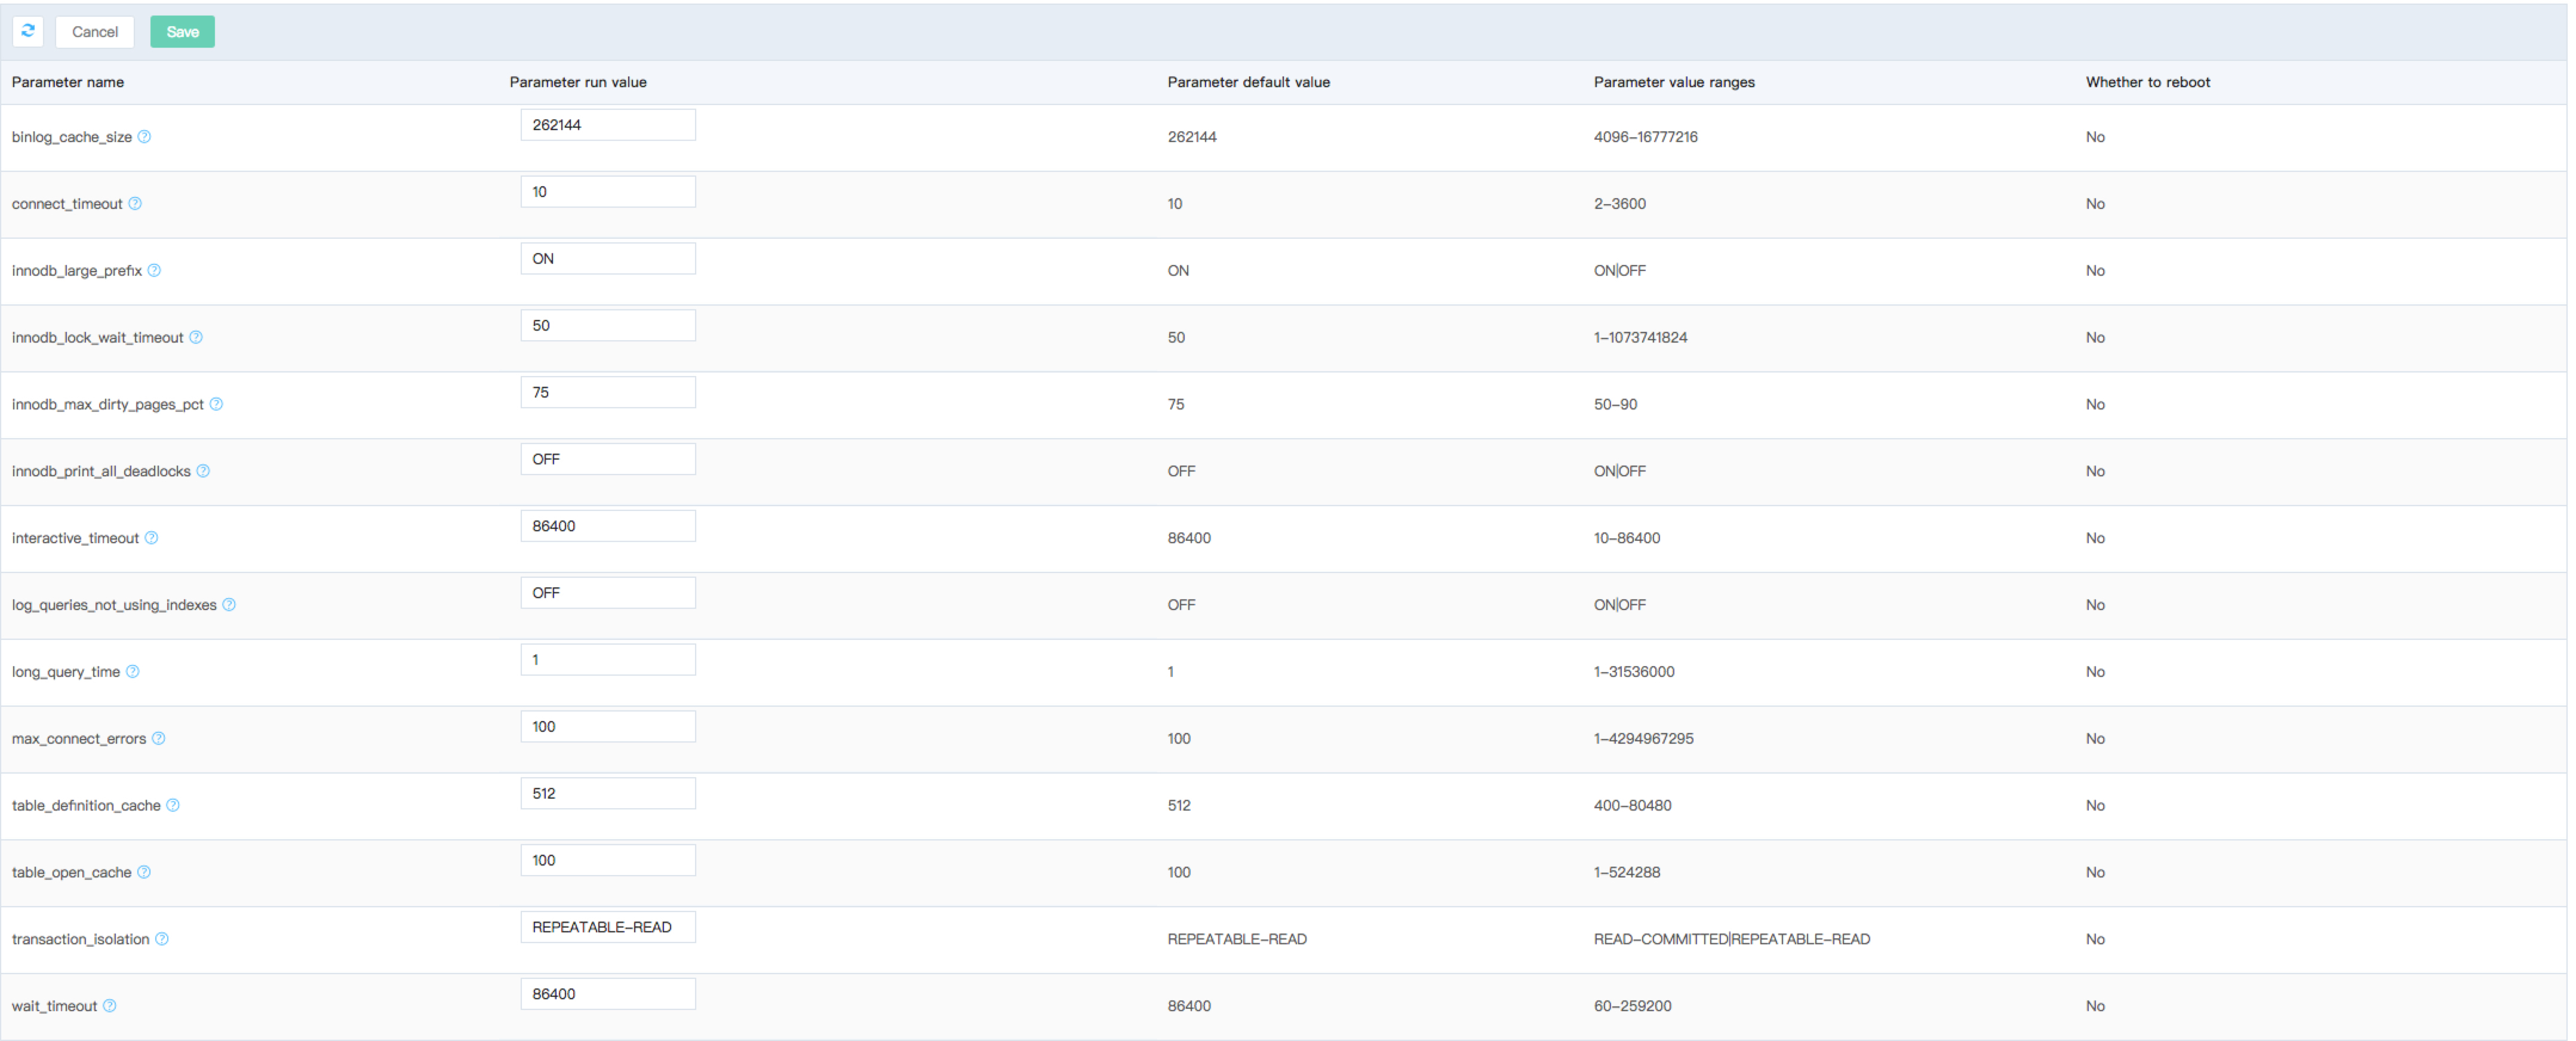 Cancel Save
Parameter name Parameter run value Parameter default value Parameter value ranges Whether to reboot
binlog_cache_size 262144 262144 4096-16777216 No
connect_timeout 10 10 2-3600 No
innodb_large_prefix ON ON ON|OFF No
innodb_lock_wait_timeout 50 50 1-1073741824 No
innodb_max_dirty_pages_pct 75 75 50-90 No
innodb_print_all_deadlocks OFF OFF ON|OFF No
interactive_timeout 86400 86400 10-86400 No
log_queries_not_using_indexes OFF OFF ON|OFF No
long_query_time 1 1 1-31536000 No
max_connect_errors 100 100 1-4294967295 No
table_definition_cache 512 512 400-80480 No
table_open_cache 100 100 1-524288 No
transaction_isolation REPEATABLE-READ REPEATABLE-READ READ-COMMITTED|REPEATABLE-READ No
wait_timeout 86400 86400 60-259200 No